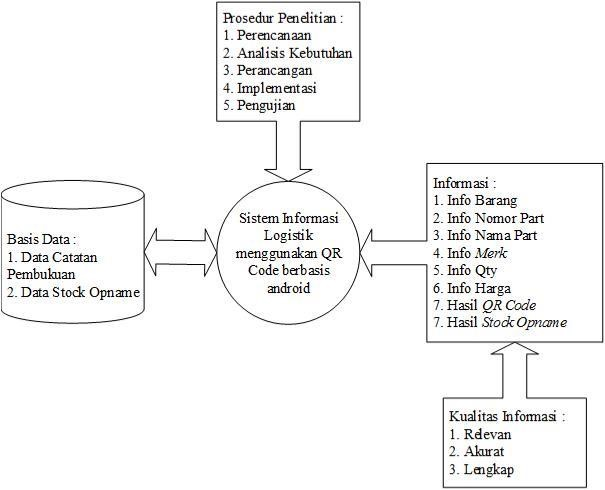 Prosedur Penelitian :
1. Perencanaan
2. Analisis Kebutuhan
3. Perancangan
4. Implementasi
5. Pengujian
Basis Data :
1. Data Catatan
Pembukuan
2. Data Stock Opname
Sistem Informasi
Logistik
menggunakan QR
Code berbasis
android
Informasi :
1. Info Barang
2. Info Nomor Part
3. Info Nama Part
4. Info Merk
5. Info Qty
6. Info Harga
7. Hasil QR Code
7. Hasil Stock Opname
Kualitas Informasi :
1. Relevan
2. Akurat
3. Lengkap